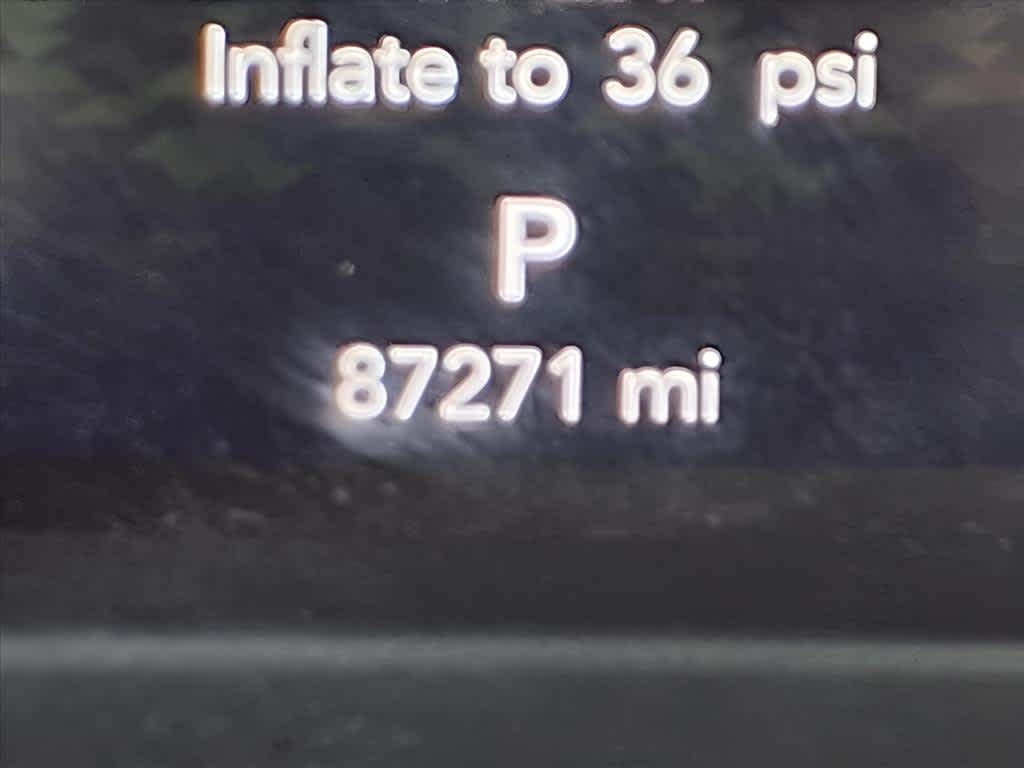 Inflate to 36 psi
P
87271 mi